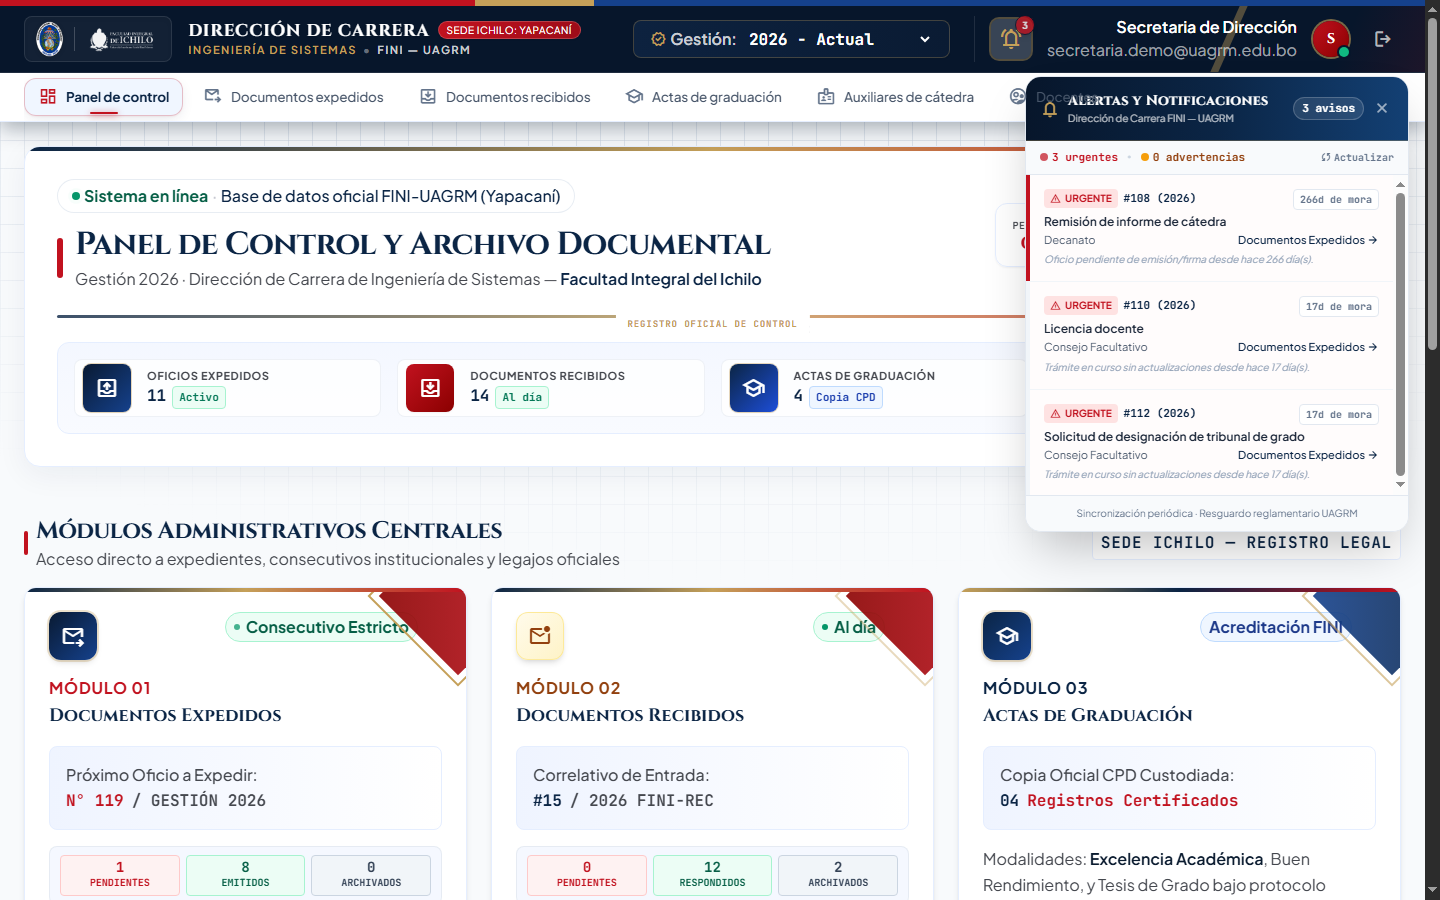 DIRECCIÓN DE CARRERA SEDE ICHILO: YAPACANÍ
INGENIERÍA DE SISTEMAS • FINI — UAGRM
Gestión: 2026 - Actual
3
Secretaria de Dirección
secretaria.demo@uagrm.edu.bo
S
Panel de control
Documentos expedidos
Documentos recibidos
Actas de graduación
Auxiliares de cátedra
Docentes
ALERTAS Y NOTIFICACIONES
Dirección de Carrera FINI — UAGRM
3 avisos
3 urgentes • 0 advertencias
Actualizar
URGENTE #108 (2026)
266d de mora
Remisión de informe de cátedra
Decanato
Documentos Expedidos →
Oficio pendiente de emisión/firma desde hace 266 día(s).
URGENTE #110 (2026)
17d de mora
Licencia docente
Consejo Facultativo
Documentos Expedidos →
Trámite en curso sin actualizaciones desde hace 17 día(s).
URGENTE #112 (2026)
17d de mora
Solicitud de designación de tribunal de grado
Consejo Facultativo
Documentos Expedidos →
Trámite en curso sin actualizaciones desde hace 17 día(s).
Sincronización periódica · Resguardo reglamentario UAGRM
Sistema en línea · Base de datos oficial FINI-UAGRM (Yapacaní)
PANEL DE CONTROL Y ARCHIVO DOCUMENTAL
Gestión 2026 · Dirección de Carrera de Ingeniería de Sistemas — Facultad Integral del Ichilo
PE
REGISTRO OFICIAL DE CONTROL
OFICIOS EXPEDIDOS
11 Activo
DOCUMENTOS RECIBIDOS
14 Al día
ACTAS DE GRADUACIÓN
4 Copia CPD
MÓDULOS ADMINISTRATIVOS CENTRALES
Acceso directo a expedientes, consecutivos institucionales y legajos oficiales
SEDE ICHILO — REGISTRO LEGAL
Consecutivo Estricto
MÓDULO 01
DOCUMENTOS EXPEDIDOS
Próximo Oficio a Expedir:
N° 119 / GESTIÓN 2026
1
PENDIENTES
8
EMITIDOS
0
ARCHIVADOS
Al día
MÓDULO 02
DOCUMENTOS RECIBIDOS
Correlativo de Entrada:
#15 / 2026 FINI-REC
0
PENDIENTES
12
RESPONDIDOS
2
ARCHIVADOS
Acreditación FINI
MÓDULO 03
ACTAS DE GRADUACIÓN
Copia Oficial CPD Custodiada:
04 Registros Certificados
Modalidades: Excelencia Académica, Buen
Rendimiento, y Tesis de Grado bajo protocolo